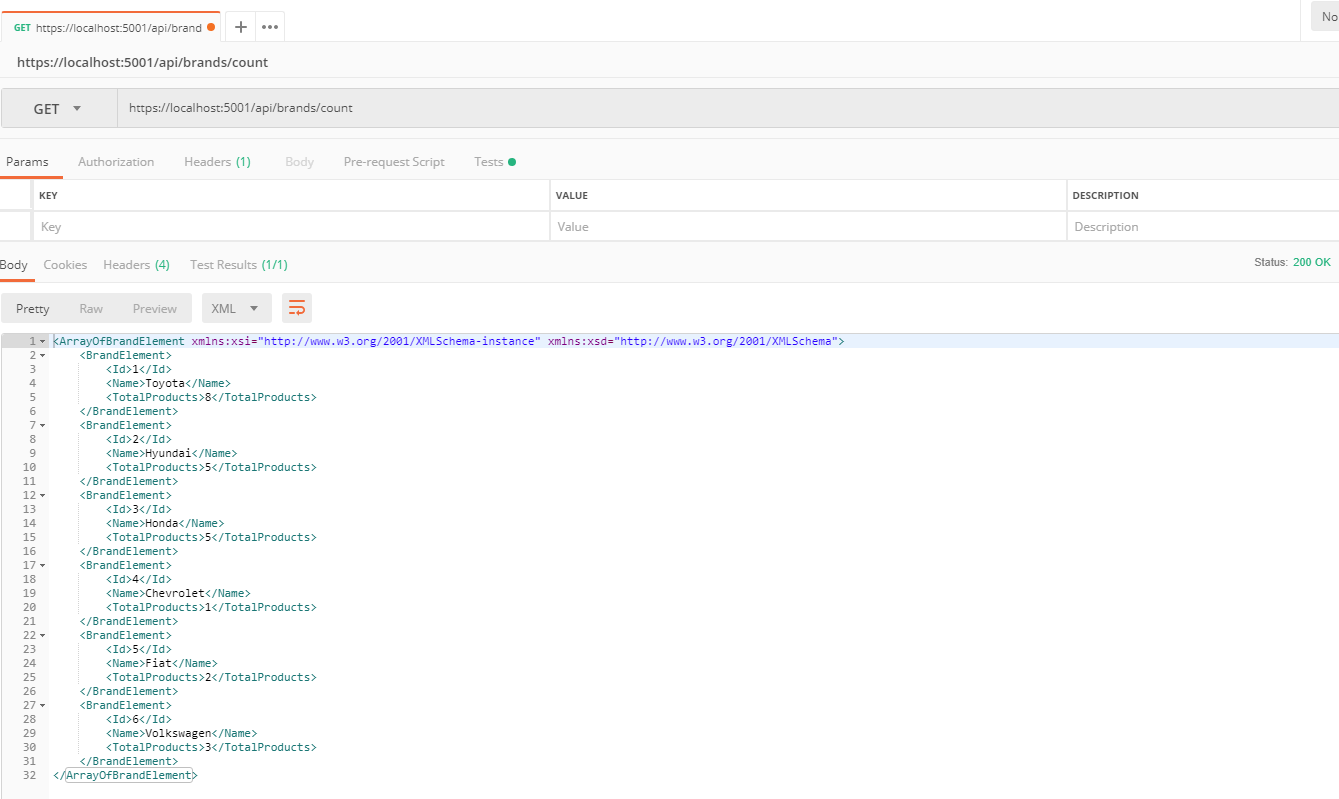 GET https://localhost:5001/api/brand
No
https://localhost:5001/api/brands/count
GET https://localhost:5001/api/brands/count
Params Authorization Headers (1) Body Pre-request Script Tests
KEY VALUE DESCRIPTION
Key Value Description
Body Cookies Headers (4) Test Results (1/1) Status: 200 OK
Pretty Raw Preview XML
1 <ArrayOfBrandElement xmlns:xsi="http://www.w3.org/2001/XMLSchema-instance" xmlns:xsd="http://www.w3.org/2001/XMLSchema">
2 <BrandElement>
3 <Id>1</Id>
4 <Name>Toyota</Name>
5 <TotalProducts>8</TotalProducts>
6 </BrandElement>
7 <BrandElement>
8 <Id>2</Id>
9 <Name>Hyundai</Name>
10 <TotalProducts>5</TotalProducts>
11 </BrandElement>
12 <BrandElement>
13 <Id>3</Id>
14 <Name>Honda</Name>
15 <TotalProducts>5</TotalProducts>
16 </BrandElement>
17 <BrandElement>
18 <Id>4</Id>
19 <Name>Chevrolet</Name>
20 <TotalProducts>1</TotalProducts>
21 </BrandElement>
22 <BrandElement>
23 <Id>5</Id>
24 <Name>Fiat</Name>
25 <TotalProducts>2</TotalProducts>
26 </BrandElement>
27 <BrandElement>
28 <Id>6</Id>
29 <Name>Volkswagen</Name>
30 <TotalProducts>3</TotalProducts>
31 </BrandElement>
32 </ArrayOfBrandElement>